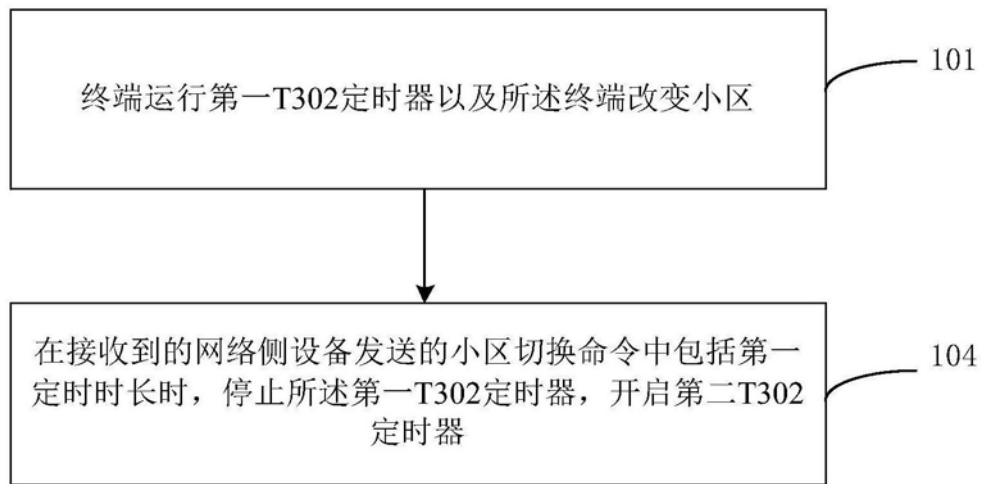 终端运行第一T302定时器以及所述终端改变小区
101
在接收到的网络侧设备发送的小区切换命令中包括第一
定时时长时，停止所述第一T302定时器，开启第二T302
定时器
104